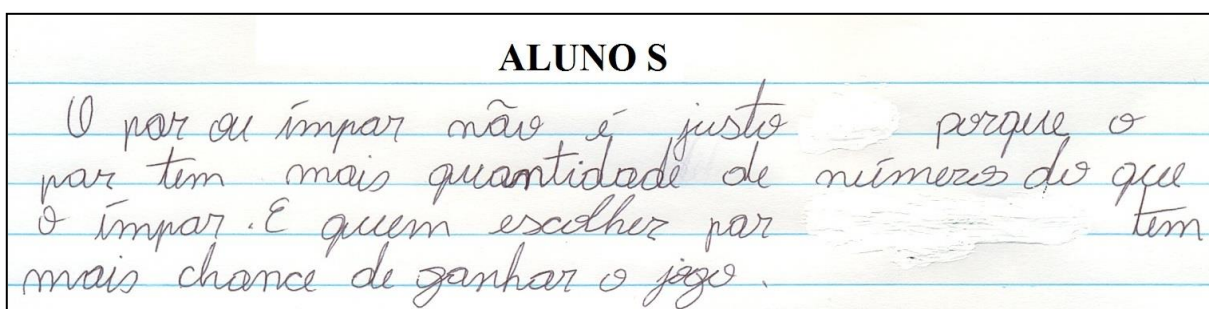 ALUNO S
O par ou ímpar não é justo porque o
par tem mais quantidade de números do que
o ímpar. E quem escolher par tem
mais chance de ganhar o jogo.